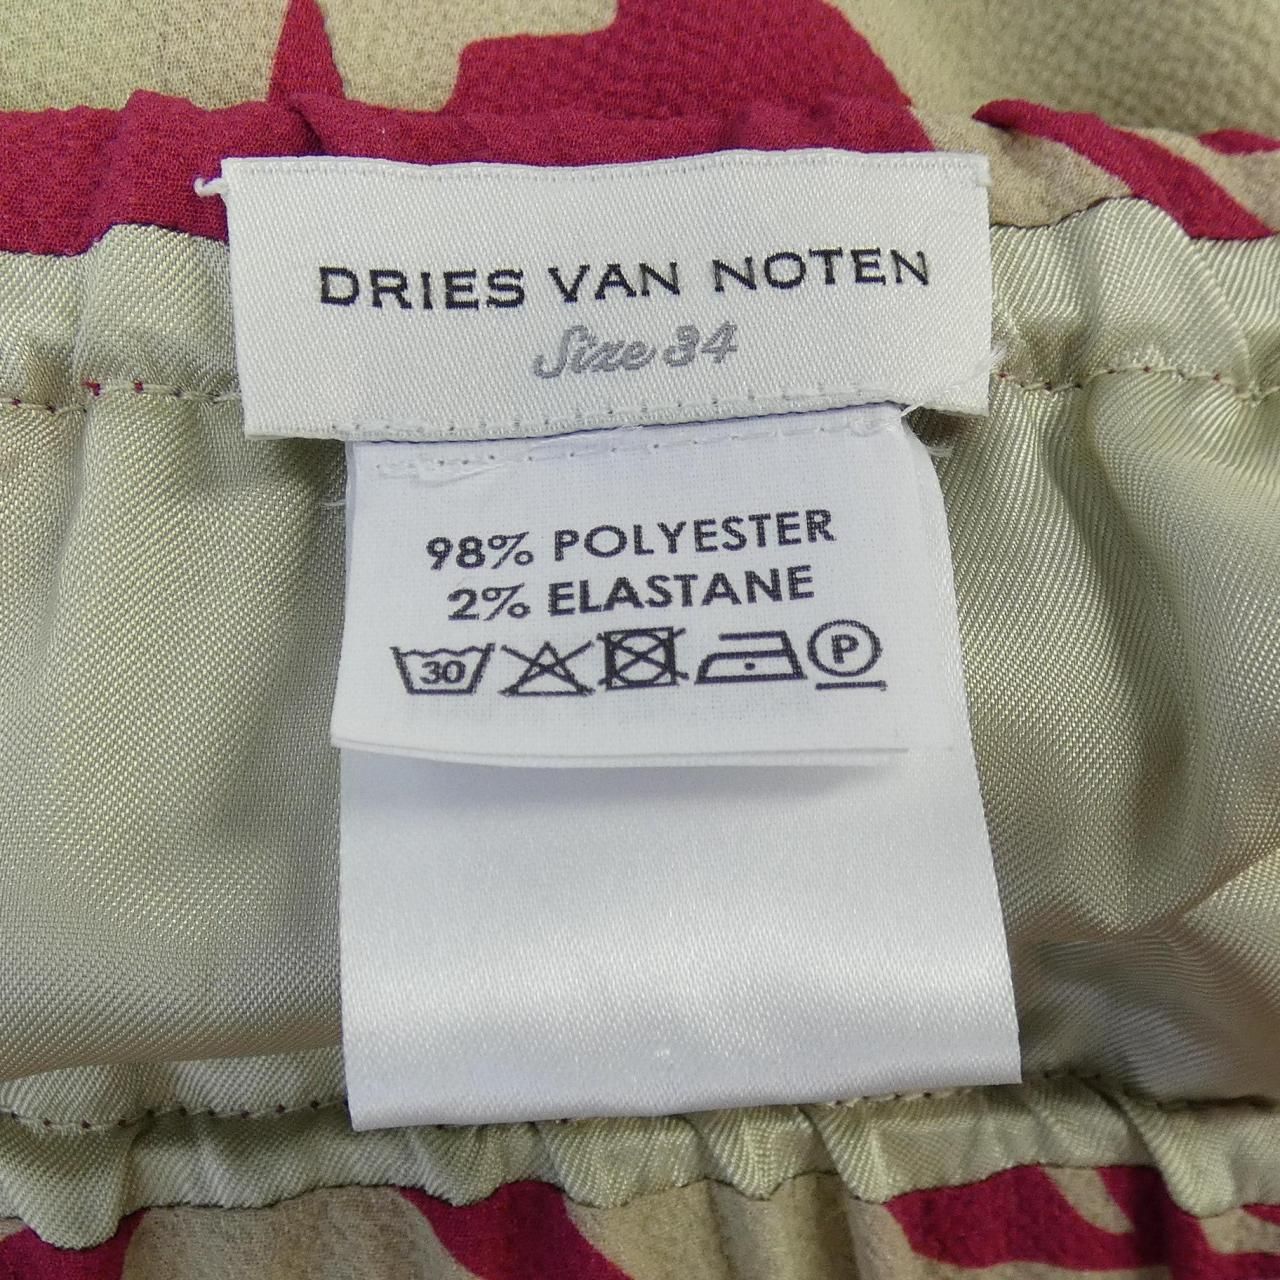 DRIES VAN NOTEN
Size 34
98% POLYESTER
2% ELASTANE
30 P